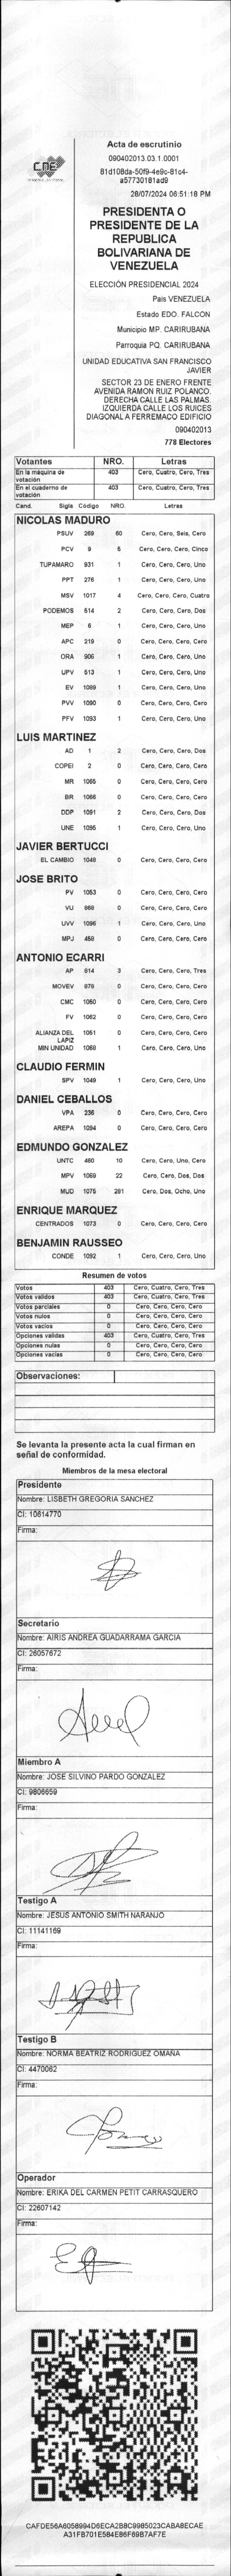 CNE
Acta de escrutinio
090402013.03.1.0001
81d108da-50f9-4e9c-81c4-
a57730181ad9
28/07/2024 06:51:18 PM
PRESIDENTA O
PRESIDENTE DE LA
REPUBLICA
BOLIVARIANA DE
VENEZUELA
ELECCIÓN PRESIDENCIAL 2024
Pais VENEZUELA
Estado EDO. FALCON
Municipio MP. CARIRUBANA
Parroquia PQ. CARIRUBANA
UNIDAD EDUCATIVA SAN FRANCISCO
JAVIER
SECTOR 23 DE ENERO FRENTE
AVENIDA RAMON RUIZ POLANCO.
DERECHA CALLE LAS PALMAS.
IZQUIERDA CALLE LOS RUICES
DIAGONAL A FERREMACO EDIFICIO
090402013
778 Electores
Votantes NRO. Letras
En la máquina de votación 403 Cero, Cuatro, Cero, Tres
En el cuaderno de votación 403 Cero, Cuatro, Cero, Tres
Cand. Sigla Código NRO. Letras
NICOLAS MADURO
PSUV 269 60 Cero, Cero, Seis, Cero
PCV 9 5 Cero, Cero, Cero, Cinco
TUPAMARO 931 1 Cero, Cero, Cero, Uno
PPT 276 1 Cero, Cero, Cero, Uno
MSV 1017 4 Cero, Cero, Cero, Cuatro
PODEMOS 514 2 Cero, Cero, Cero, Dos
MEP 6 1 Cero, Cero, Cero, Uno
APC 219 0 Cero, Cero, Cero, Cero
ORA 906 1 Cero, Cero, Cero, Uno
UPV 513 1 Cero, Cero, Cero, Uno
EV 1089 1 Cero, Cero, Cero, Uno
PVV 1090 0 Cero, Cero, Cero, Cero
PFV 1093 1 Cero, Cero, Cero, Uno
LUIS MARTINEZ
AD 1 2 Cero, Cero, Cero, Dos
COPEI 2 0 Cero, Cero, Cero, Cero
MR 1065 0 Cero, Cero, Cero, Cero
BR 1066 0 Cero, Cero, Cero, Cero
DDP 1091 2 Cero, Cero, Cero, Dos
UNE 1095 1 Cero, Cero, Cero, Uno
JAVIER BERTUCCI
EL CAMBIO 1048 0 Cero, Cero, Cero, Cero
JOSE BRITO
PV 1053 0 Cero, Cero, Cero, Cero
VU 868 0 Cero, Cero, Cero, Cero
UVV 1096 1 Cero, Cero, Cero, Uno
MPJ 458 0 Cero, Cero, Cero, Cero
ANTONIO ECARRI
AP 814 3 Cero, Cero, Cero, Tres
MOVEV 878 0 Cero, Cero, Cero, Cero
CMC 1050 0 Cero, Cero, Cero, Cero
FV 1062 0 Cero, Cero, Cero, Cero
ALIANZA DEL LAPIZ 1051 0 Cero, Cero, Cero, Cero
MIN UNIDAD 1068 1 Cero, Cero, Cero, Uno
CLAUDIO FERMIN
SPV 1049 1 Cero, Cero, Cero, Uno
DANIEL CEBALLOS
VPA 236 0 Cero, Cero, Cero, Cero
AREPA 1094 0 Cero, Cero, Cero, Cero
EDMUNDO GONZALEZ
UNTC 460 10 Cero, Cero, Uno, Cero
MPV 1069 22 Cero, Cero, Dos, Dos
MUD 1075 281 Cero, Dos, Ocho, Uno
ENRIQUE MARQUEZ
CENTRADOS 1073 0 Cero, Cero, Cero, Cero
BENJAMIN RAUSSEO
CONDE 1092 1 Cero, Cero, Cero, Uno
Resumen de votos
Votos 403 Cero, Cuatro, Cero, Tres
Votos validos 403 Cero, Cuatro, Cero, Tres
Votos parciales 0 Cero, Cero, Cero, Cero
Votos nulos 0 Cero, Cero, Cero, Cero
Votos vacios 0 Cero, Cero, Cero, Cero
Opciones validas 403 Cero, Cuatro, Cero, Tres
Opciones nulas 0 Cero, Cero, Cero, Cero
Opciones vacias 0 Cero, Cero, Cero, Cero
Observaciones:
Se levanta la presente acta la cual firman en
señal de conformidad.
Miembros de la mesa electoral
Presidente
Nombre: LISBETH GREGORIA SANCHEZ
CI: 10614770
Firma:
Secretario
Nombre: AIRIS ANDREA GUADARRAMA GARCIA
CI: 26057672
Firma:
Miembro A
Nombre: JOSE SILVINO PARDO GONZALEZ
CI: 9806659
Firma:
Testigo A
Nombre: JESUS ANTONIO SMITH NARANJO
CI: 11141169
Firma:
Testigo B
Nombre: NORMA BEATRIZ RODRIGUEZ OMAÑA
CI: 4470062
Firma:
Operador
Nombre: ERIKA DEL CARMEN PETIT CARRASQUERO
CI: 22607142
Firma:
CAFDE56A6058994D6ECA2B8C9985023CABA8ECAE
A31FB701E584E86F69B7AF7E